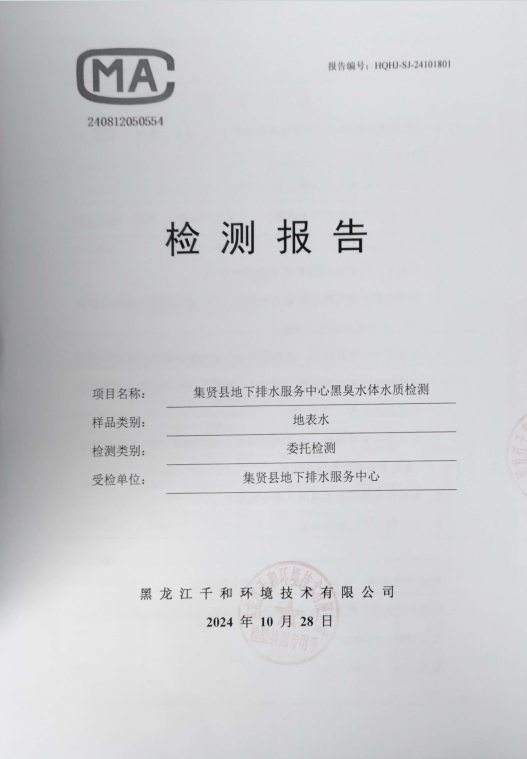 报告编号：HQHJ-SJ-24101801
MA
240812050554
检测报告
项目名称： 集贤县地下排水服务中心黑臭水体水质检测
样品类别： 地表水
检测类别： 委托检测
受检单位： 集贤县地下排水服务中心
黑龙江千和环境技术有限公司
2024 年 10 月 28 日